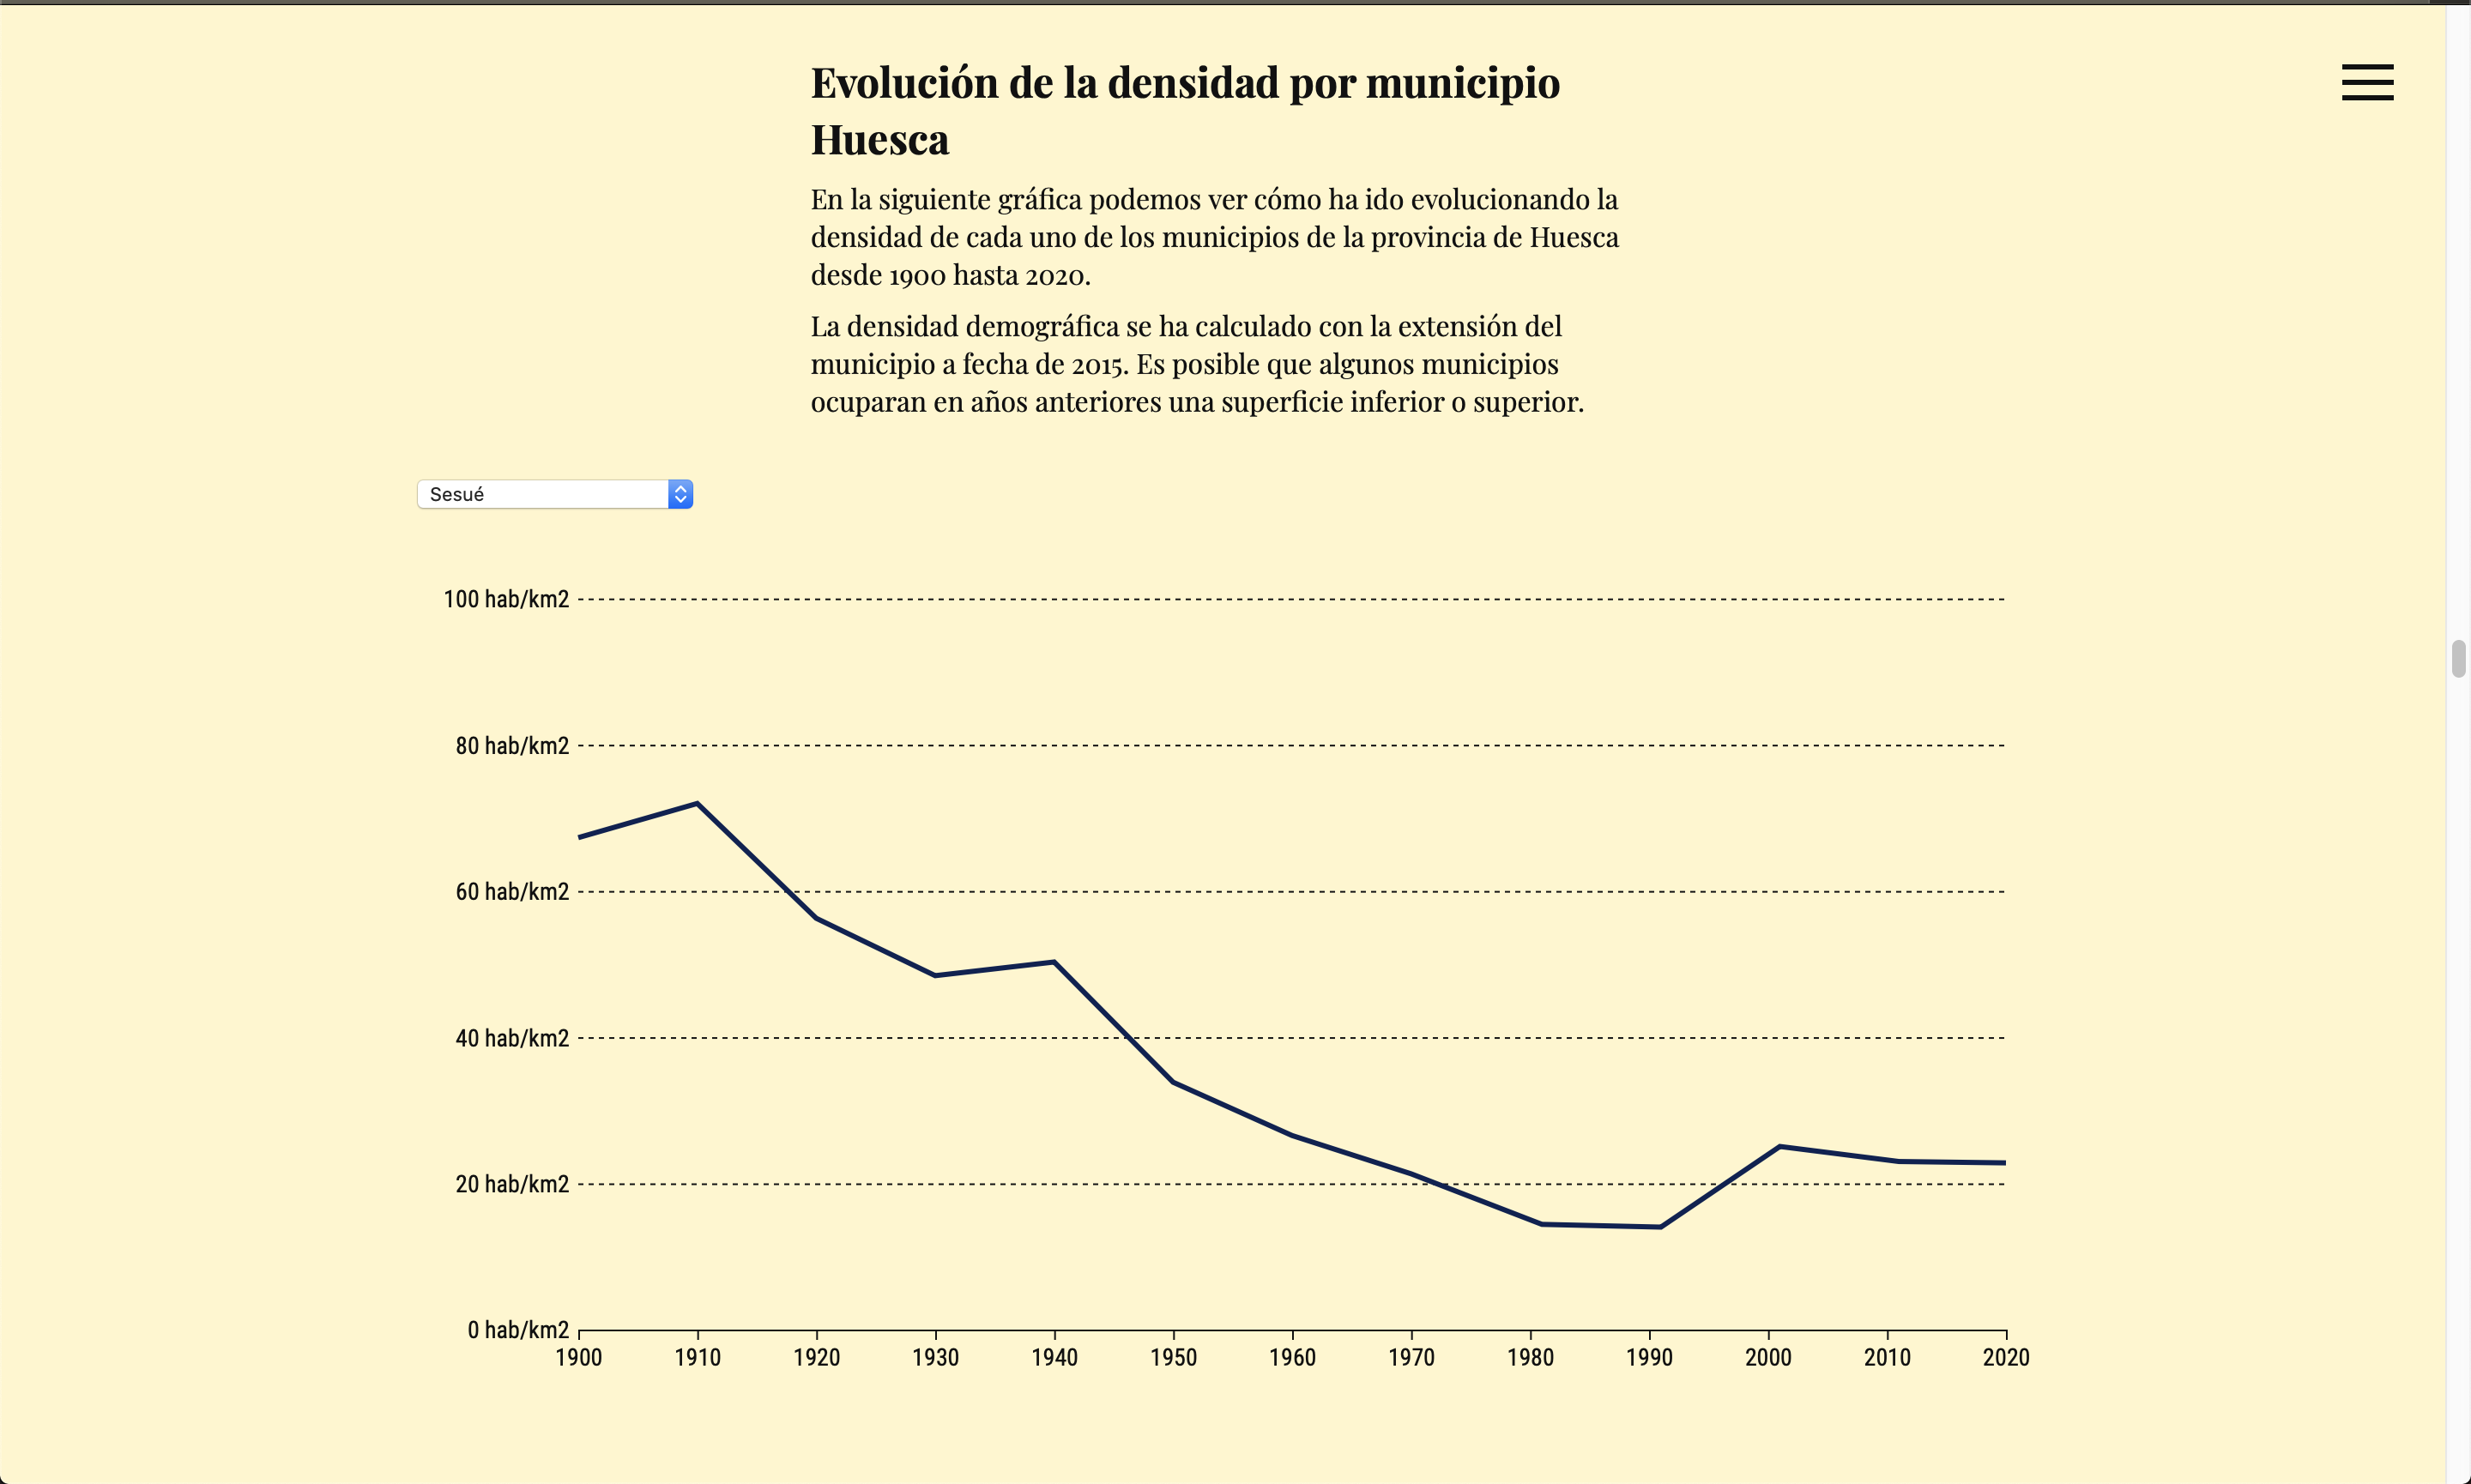 Evolución de la densidad por municipio
Huesca
En la siguiente gráfica podemos ver cómo ha ido evolucionando la
densidad de cada uno de los municipios de la provincia de Huesca
desde 1900 hasta 2020.
La densidad demográfica se ha calculado con la extensión del
municipio a fecha de 2015. Es posible que algunos municipios
ocuparan en años anteriores una superficie inferior o superior.
Sesué
100 hab/km2
80 hab/km2
60 hab/km2
40 hab/km2
20 hab/km2
0 hab/km2
1900 1910 1920 1930 1940 1950 1960 1970 1980 1990 2000 2010 2020